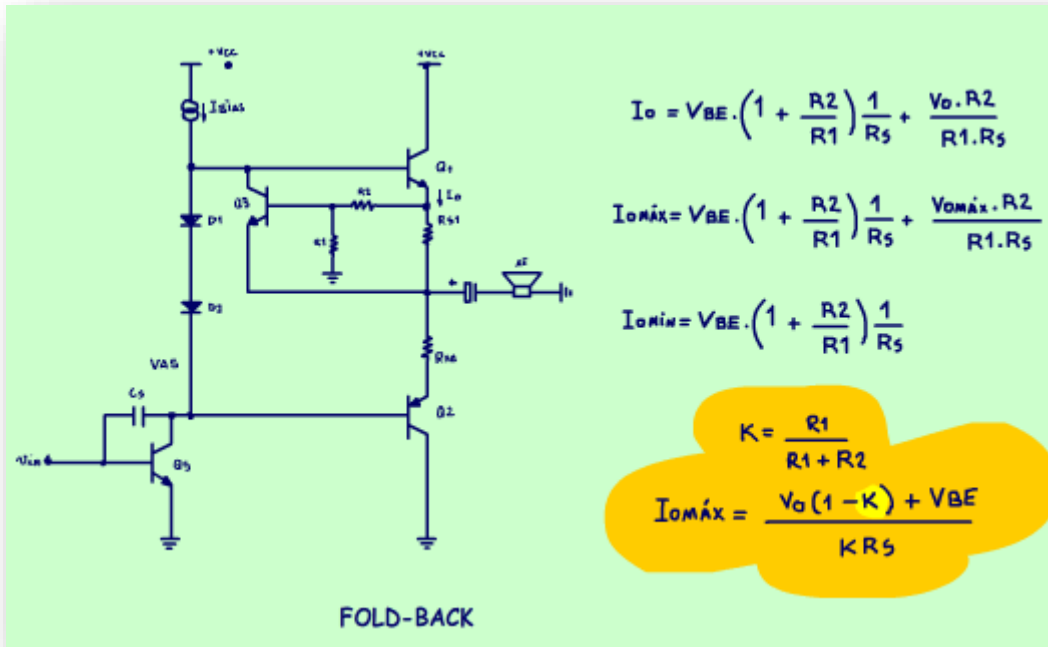 +VCC
+VCC
IBIAS
Q1
Q3
R2
Io
D1
RS1
R1
+
D2
VAS
Cs
Q2
Vin
Q5
Io = VBE.(1 + R2/R1) 1/Rs + Vo.R2/R1.Rs
Iomáx = VBE.(1 + R2/R1) 1/Rs + Vomáx.R2/R1.Rs
Iomin = VBE.(1 + R2/R1) 1/Rs
K = R1/R1 + R2
Iomáx = Vo(1 - K) + VBE/KRs
FOLD-BACK